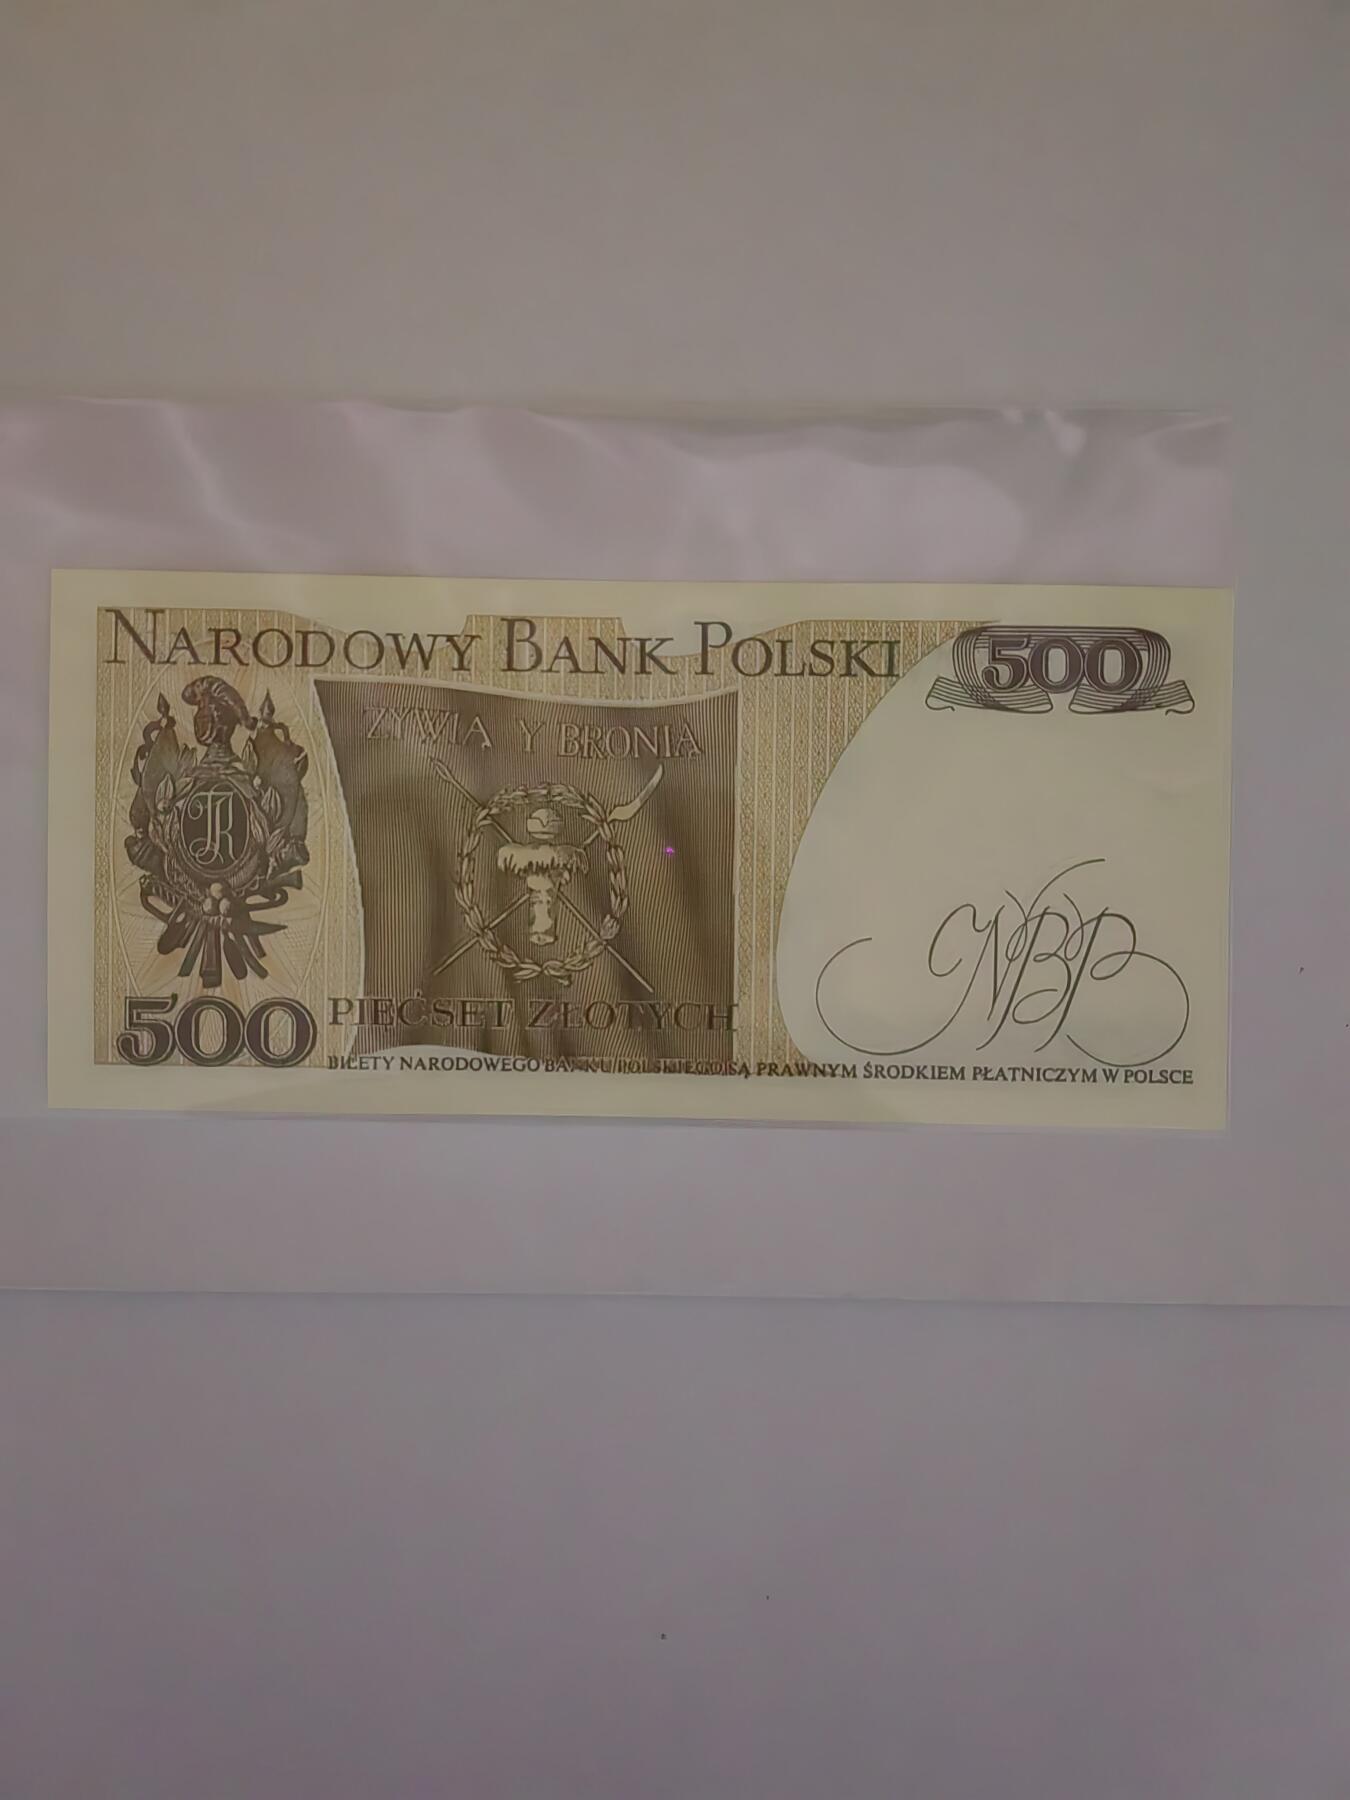 NARODOWY BANK POLSKI
500
ŻYWIĄ Y BRONIĄ
TK
NBP
500
PIĘĆSET ZŁOTYCH
BILETY NARODOWEGO BANKU POLSKIEGO SĄ PRAWNYM ŚRODKIEM PŁATNICZYM W POLSCE